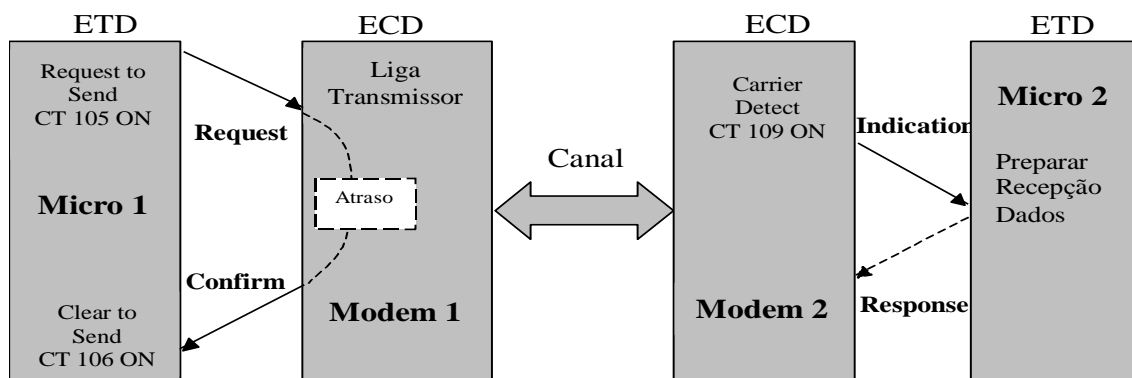 ETD
ECD
ECD
ETD
Request to
Send
CT 105 ON
Micro 1
Clear to
Send
CT 106 ON
Request
Confirm
Liga
Transmissor
Atraso
Modem 1
Canal
Carrier
Detect
CT 109 ON
Modem 2
Indication
Response
Micro 2
Preparar
Recepção
Dados